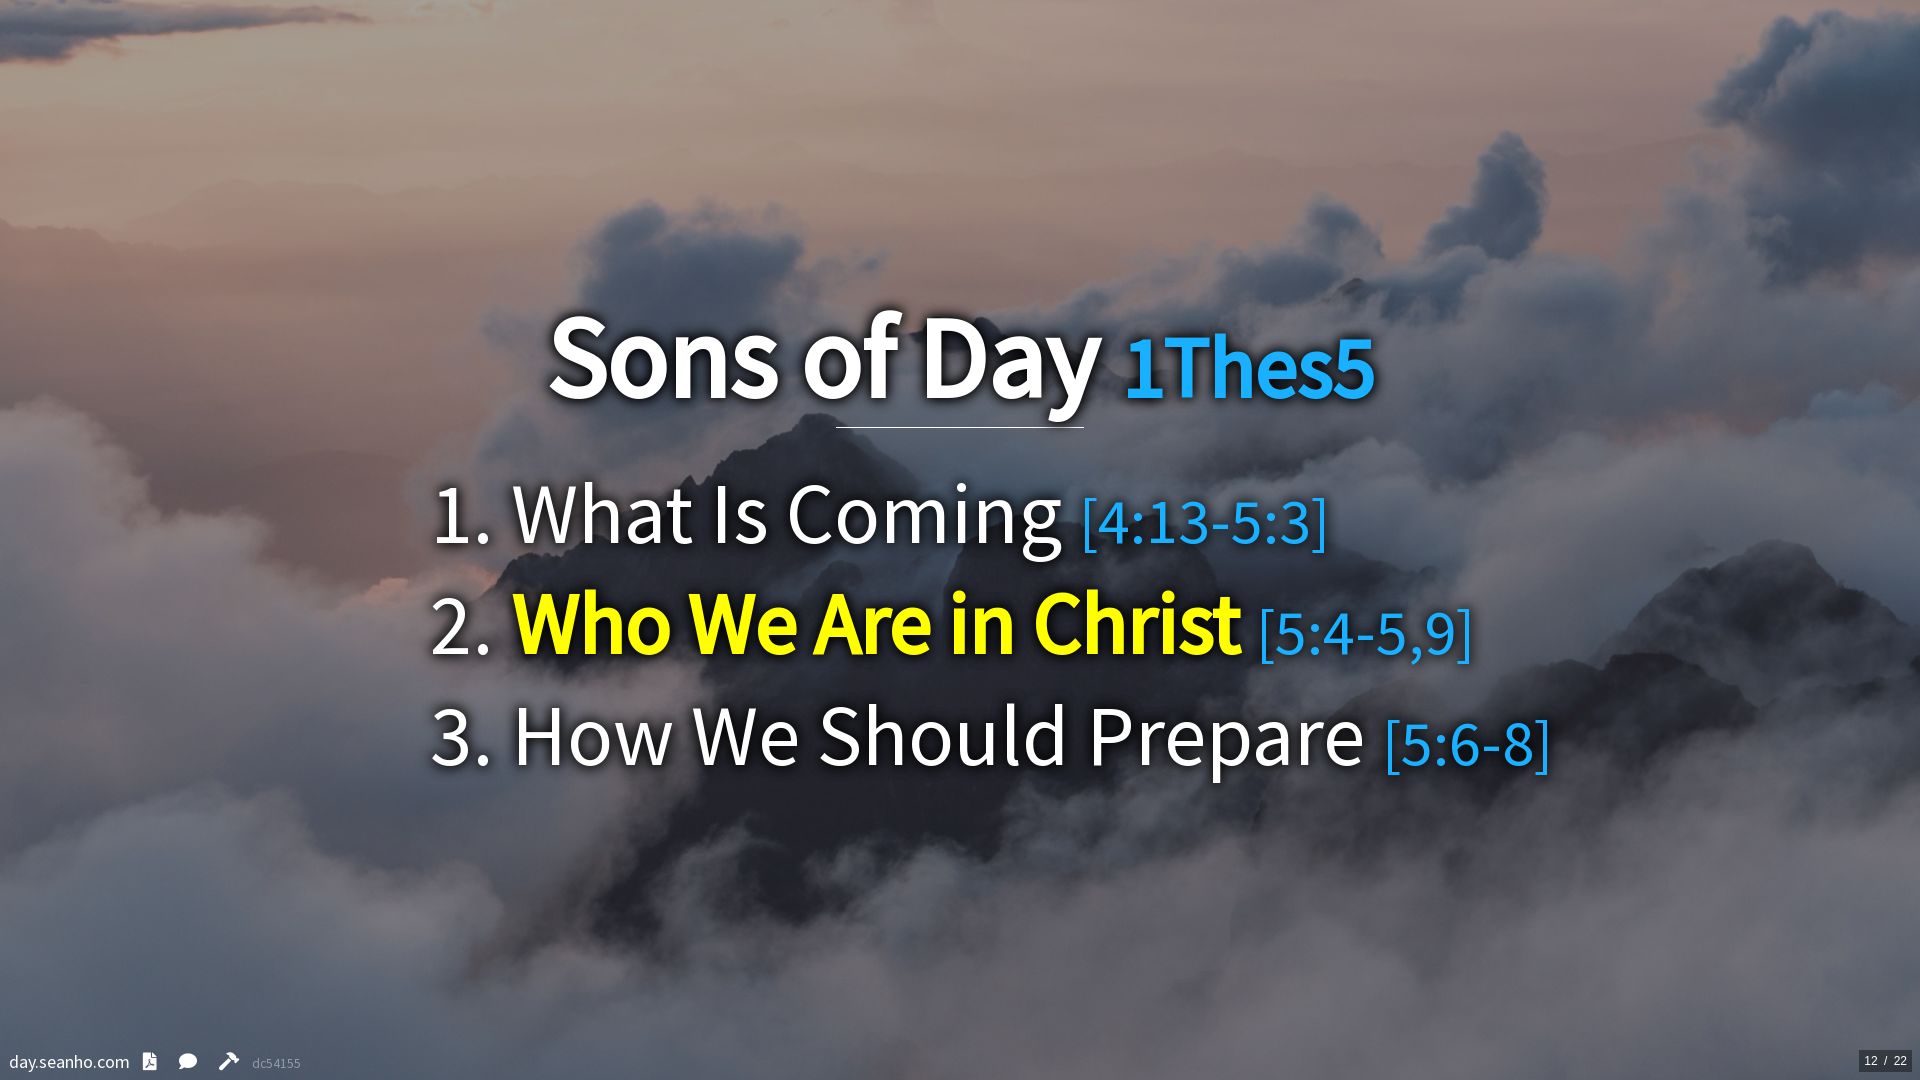 Sons of Day 1Thes5
1. What Is Coming [4:13-5:3]
2. Who We Are in Christ [5:4-5,9]
3. How We Should Prepare [5:6-8]
day.seanho.com dc54155
12 / 22